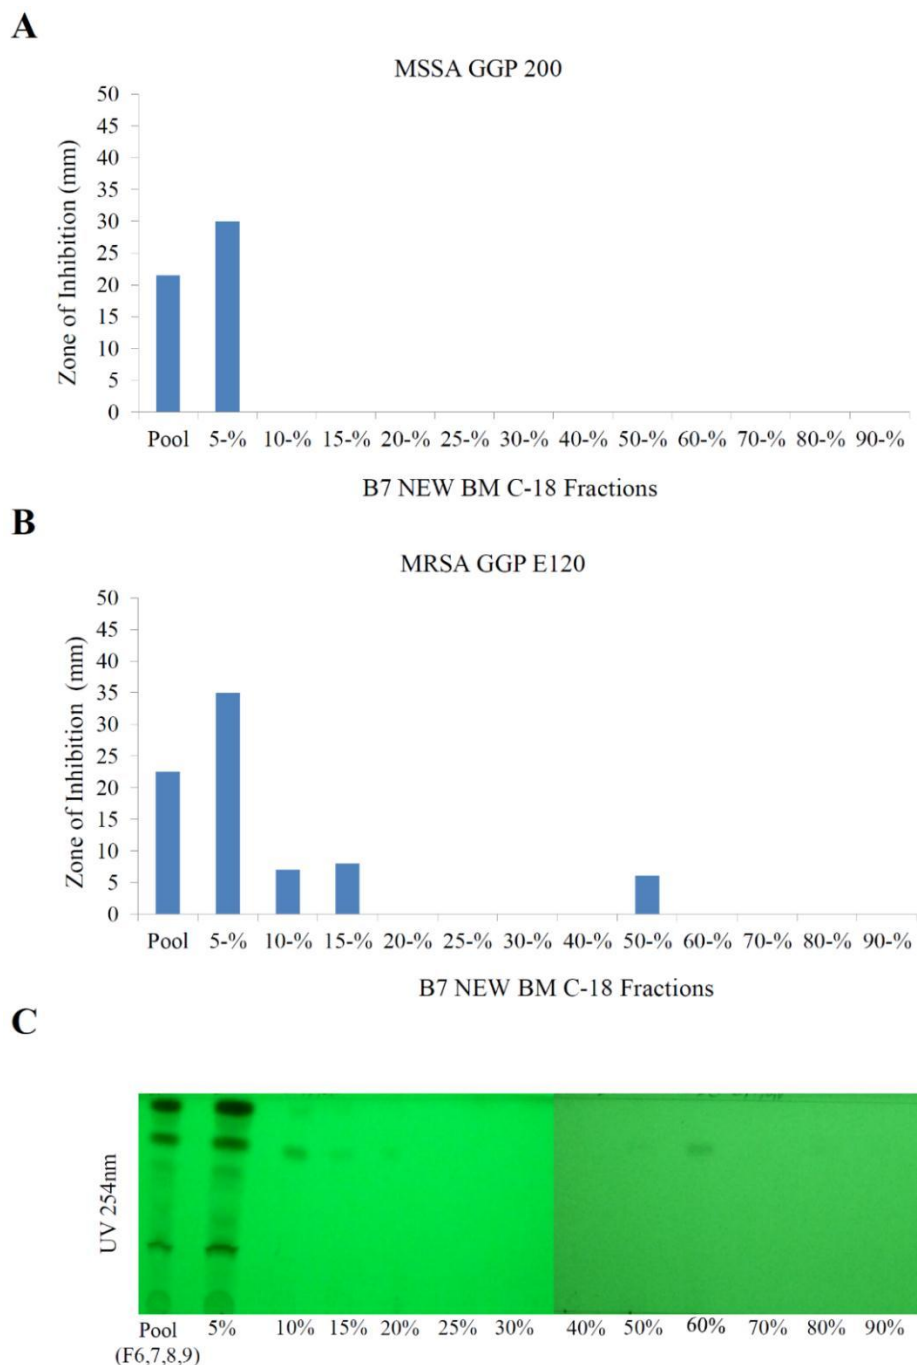 A
MSSA GGP 200
Zone of Inhibition (mm)
50
45
40
35
30
25
20
15
10
5
0
Pool 5-% 10-% 15-% 20-% 25-% 30-% 40-% 50-% 60-% 70-% 80-% 90-%
B7 NEW BM C-18 Fractions
B
MRSA GGP E120
Zone of Inhibition (mm)
50
45
40
35
30
25
20
15
10
5
0
Pool 5-% 10-% 15-% 20-% 25-% 30-% 40-% 50-% 60-% 70-% 80-% 90-%
B7 NEW BM C-18 Fractions
C
UV 254nm
Pool 5% 10% 15% 20% 25% 30% 40% 50% 60% 70% 80% 90%
(F6,7,8,9)